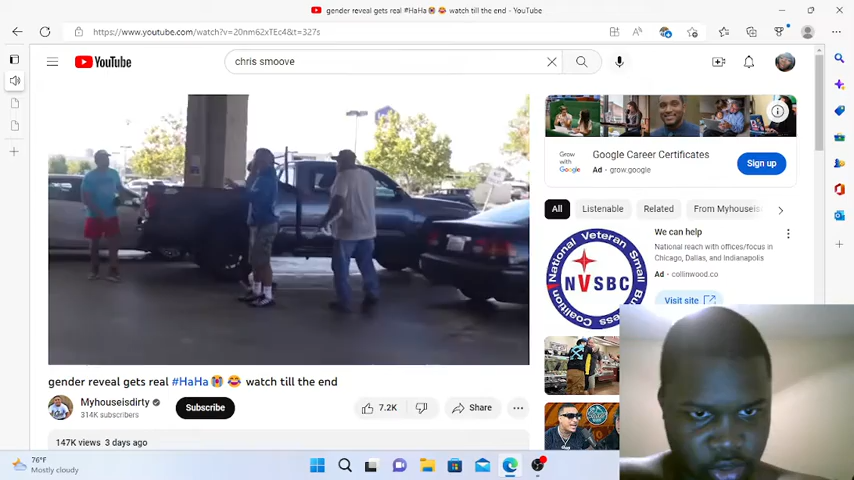 gender reveal gets real #HaHa😭😂 watch till the end - YouTube
https://www.youtube.com/watch?v=20nm62xTEc4&t=327s
YouTube
chris smoove
Grow with Google
Google Career Certificates
Ad · grow.google
Sign up
All
Listenable
Related
From Myhouseis
We can help
National reach with offices/focus in
Chicago, Dallas, and Indianapolis
Ad · collinwood.co
Visit site
National Veteran Small Business Coalition
NVSBC
gender reveal gets real #HaHa😭😂 watch till the end
Myhouseisdirty
314K subscribers
Subscribe
7.2K
Share
147K views 3 days ago
76°F
Mostly cloudy